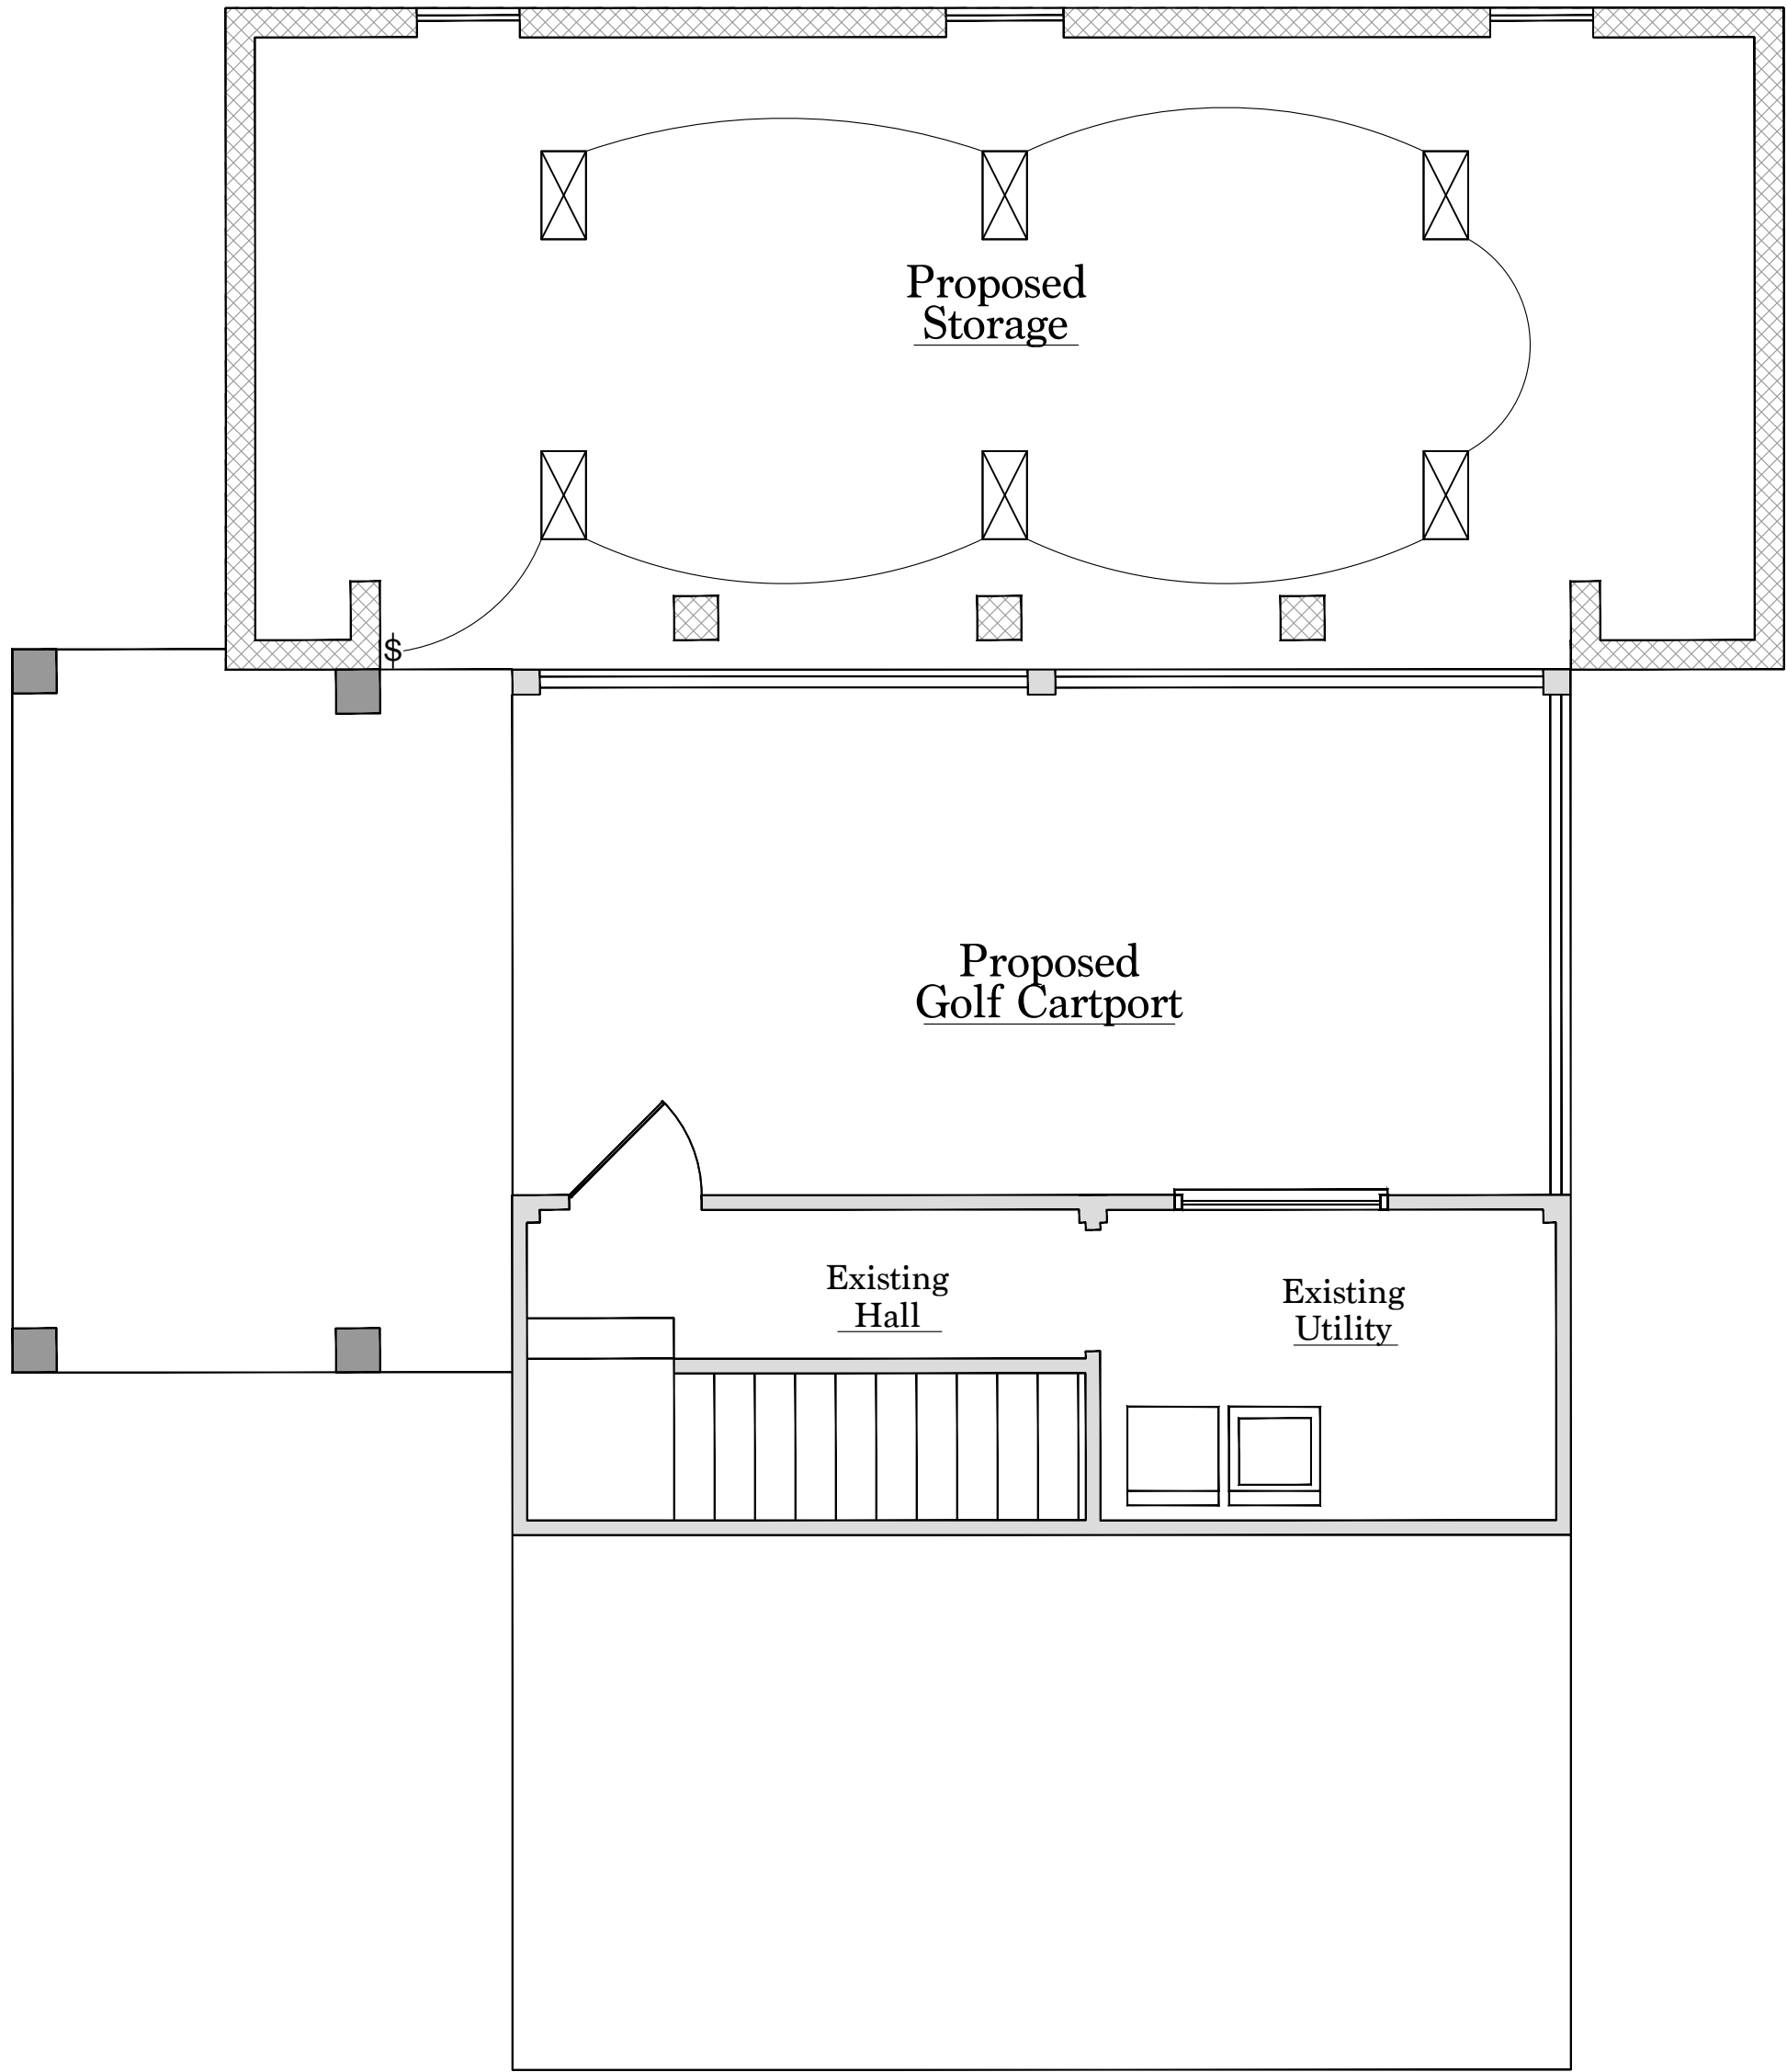 Proposed
Storage
$
Proposed
Golf Cartport
Existing
Hall
Existing
Utility